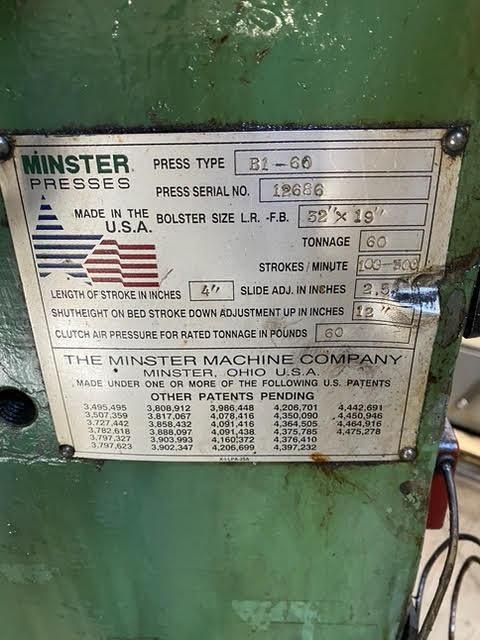 MINSTER
PRESSES
PRESS TYPE B1-60
PRESS SERIAL NO. 12686
MADE IN THE U.S.A.
BOLSTER SIZE L.R. -F.B. 32"x 19"
TONNAGE 60
STROKES/MINUTE 100-300
LENGTH OF STROKE IN INCHES 4" SLIDE ADJ. IN INCHES 2.5
SHUTHEIGHT ON BED STROKE DOWN ADJUSTMENT UP IN INCHES 12"
CLUTCH AIR PRESSURE FOR RATED TONNAGE IN POUNDS 60
THE MINSTER MACHINE COMPANY
MINSTER, OHIO U.S.A.
MADE UNDER ONE OR MORE OF THE FOLLOWING U.S. PATENTS
OTHER PATENTS PENDING
3,495,495 3,808,912 3,986,448 4,206,701 4,442,691
3,507,359 3,817,067 4,078,416 4,350,090 4,450,946
3,727,442 3,858,432 4,091,416 4,364,505 4,464,916
3,782,618 3,888,097 4,091,438 4,375,785 4,475,278
3,797,327 3,903,993 4,160,372 4,376,410
3,797,623 3,902,347 4,206,699 4,397,232